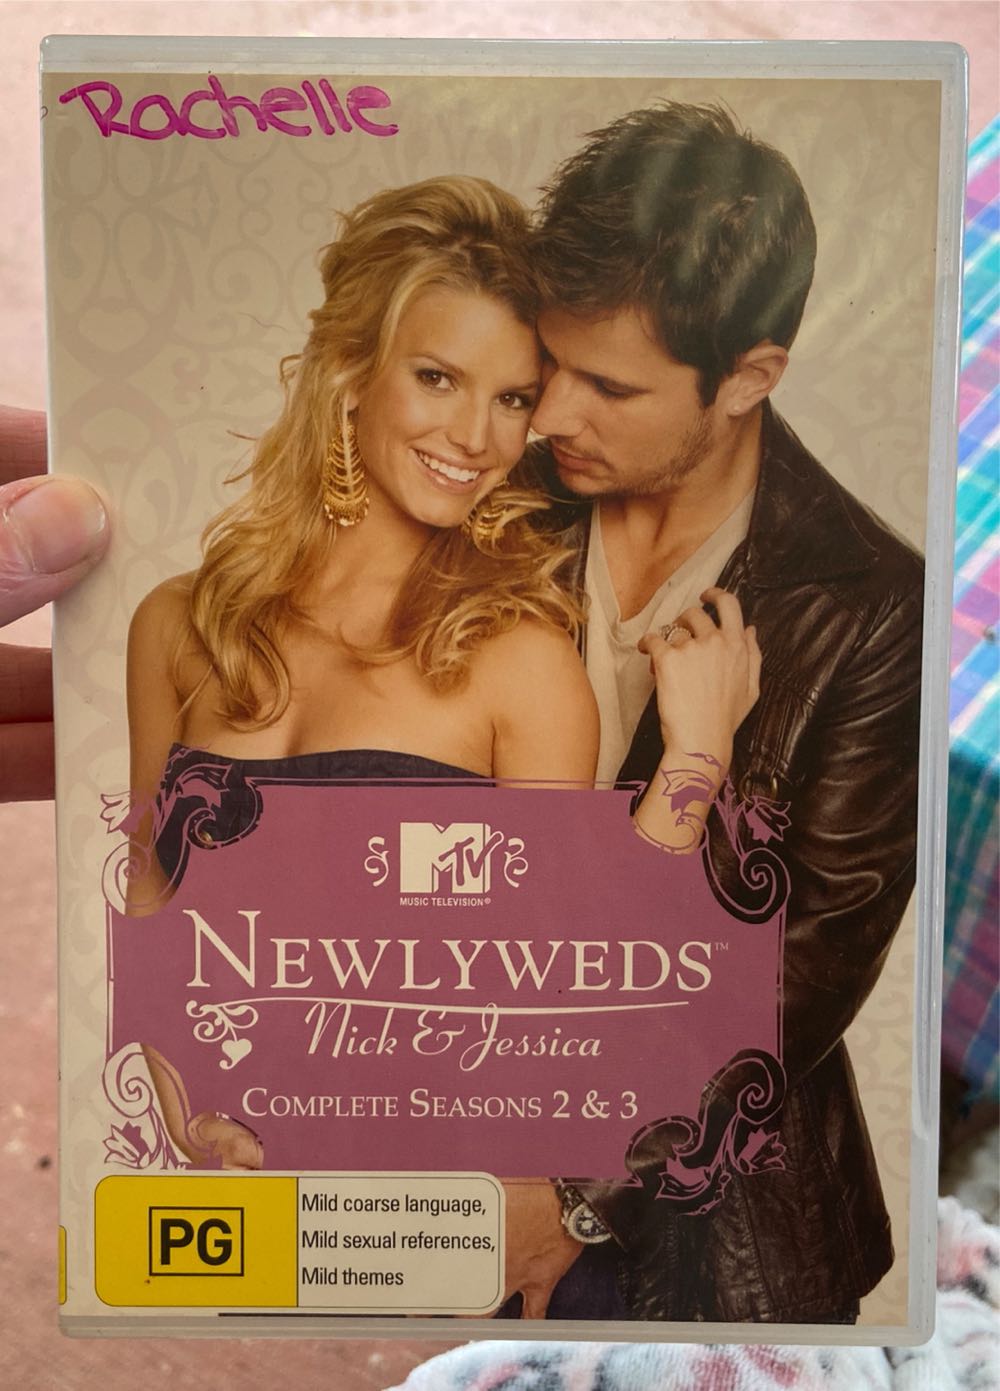 Rachelle
MTV
MUSIC TELEVISION®
NEWLYWEDS™
Nick & Jessica
COMPLETE SEASONS 2 & 3
PG
Mild coarse language,
Mild sexual references,
Mild themes